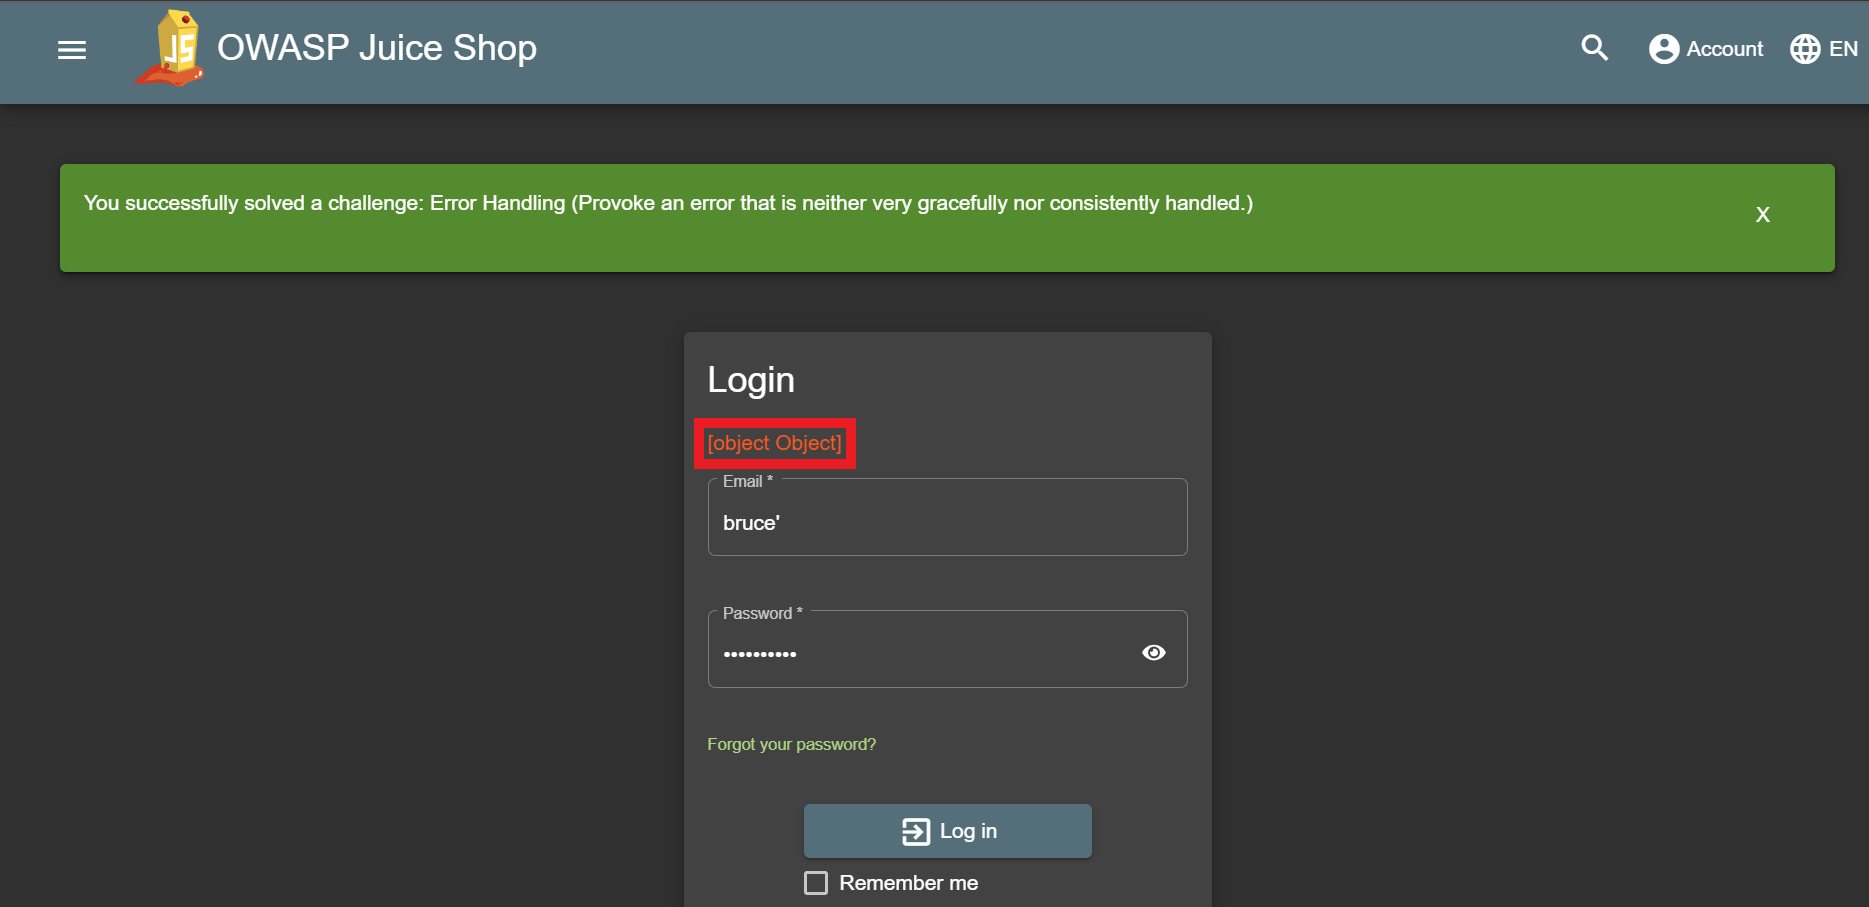 JS
OWASP Juice Shop
Account
EN
You successfully solved a challenge: Error Handling (Provoke an error that is neither very gracefully nor consistently handled.)
X
Login
[object Object]
Email *
bruce'
Password *
••••••••••
Forgot your password?
Log in
Remember me